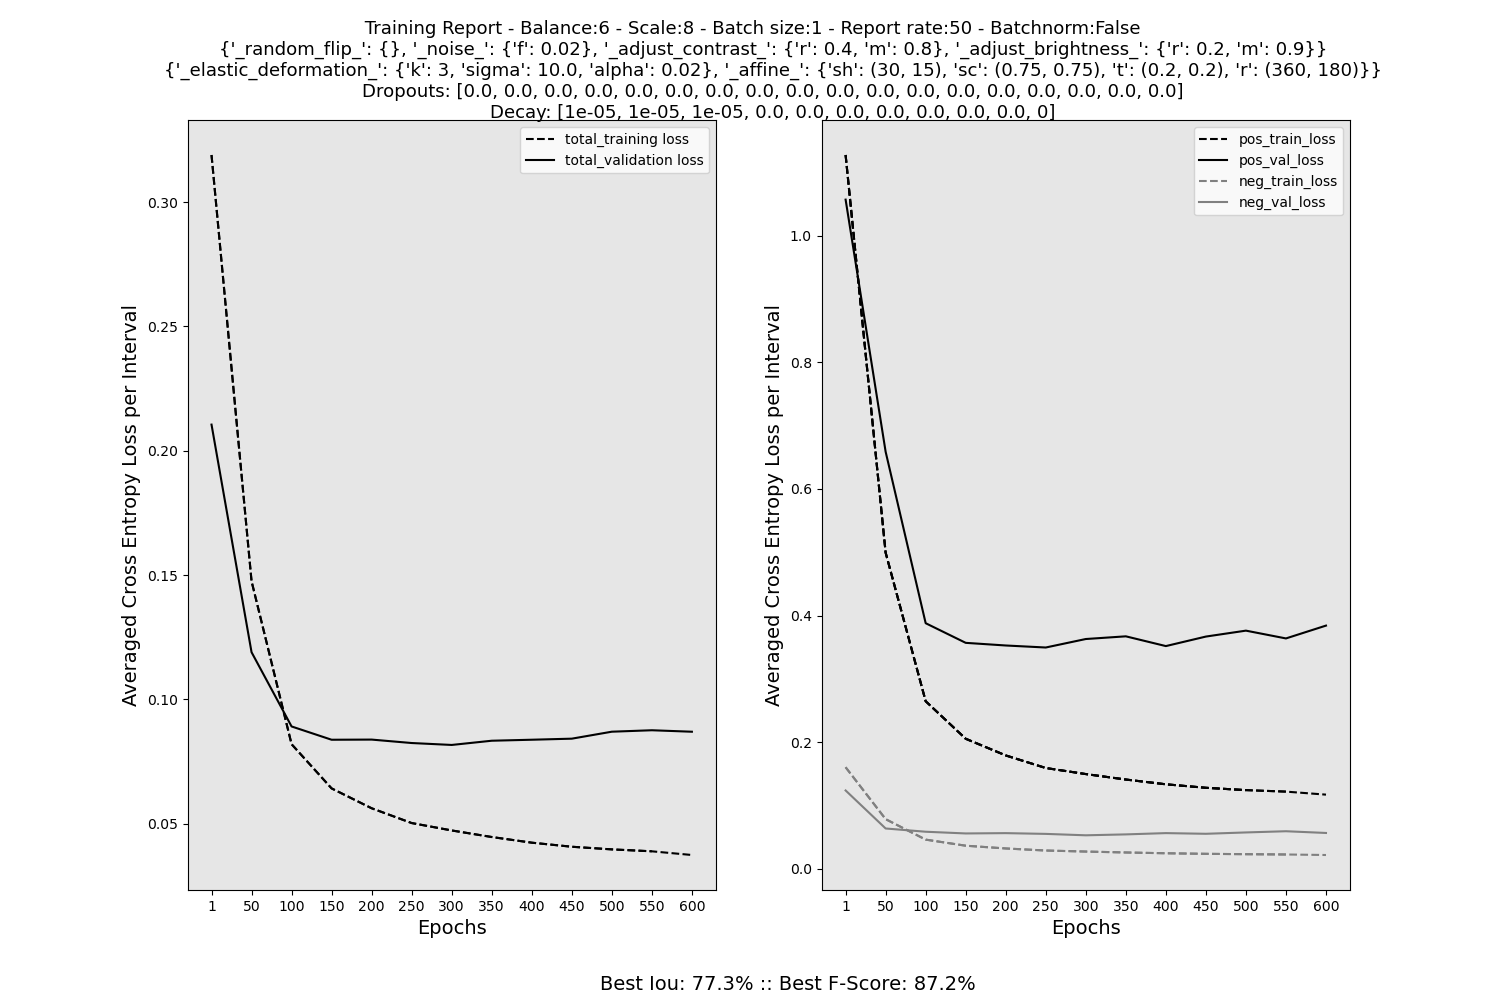 Training Report - Balance:6 - Scale:8 - Batch size:1 - Report rate:50 - Batchnorm:False
{'_random_flip_': {}, '_noise_': {'f': 0.02}, '_adjust_contrast_': {'r': 0.4, 'm': 0.8}, '_adjust_brightness_': {'r': 0.2, 'm': 0.9}}
{'_elastic_deformation_': {'k': 3, 'sigma': 10.0, 'alpha': 0.02}, '_affine_': {'sh': (30, 15), 'sc': (0.75, 0.75), 't': (0.2, 0.2), 'r': (360, 180)}}
Dropouts: [0.0, 0.0, 0.0, 0.0, 0.0, 0.0, 0.0, 0.0, 0.0, 0.0, 0.0, 0.0, 0.0, 0.0, 0.0, 0.0, 0.0, 0.0]
Decay: [1e-05, 1e-05, 1e-05, 0.0, 0.0, 0.0, 0.0, 0.0, 0.0, 0.0, 0]
total_training loss
total_validation loss
0.30
0.25
0.20
0.15
0.10
0.05
Averaged Cross Entropy Loss per Interval
1 50 100 150 200 250 300 350 400 450 500 550 600
Epochs
pos_train_loss
pos_val_loss
neg_train_loss
neg_val_loss
1.0
0.8
0.6
0.4
0.2
0.0
Averaged Cross Entropy Loss per Interval
1 50 100 150 200 250 300 350 400 450 500 550 600
Epochs
Best Iou: 77.3% :: Best F-Score: 87.2%